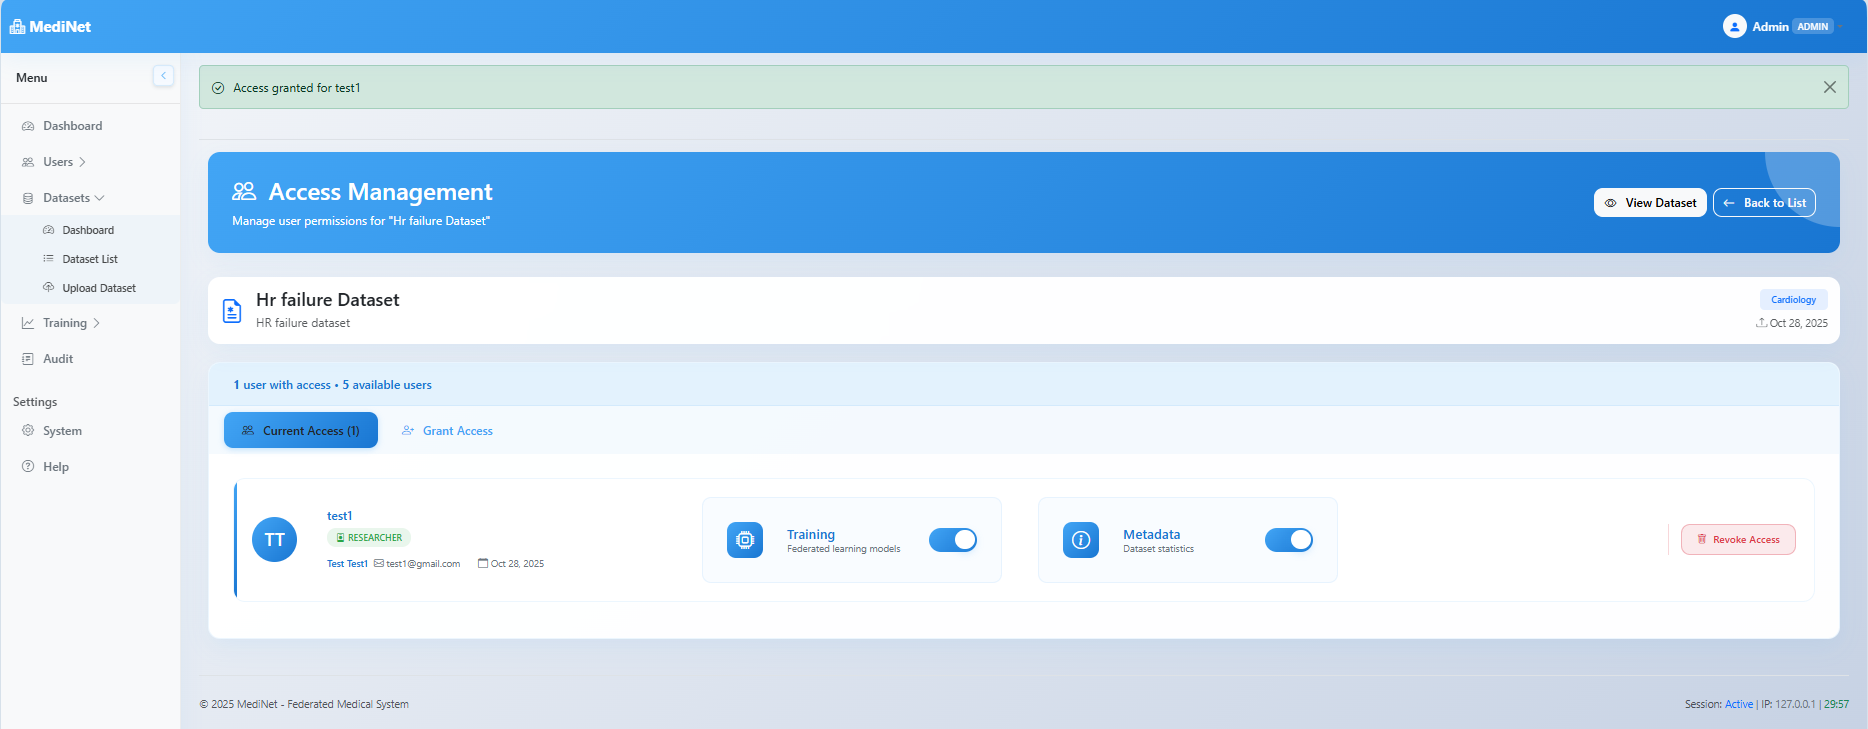 MediNet
Admin ADMIN
Menu
Access granted for test1
Dashboard
Users
Datasets
Dashboard
Dataset List
Upload Dataset
Training
Audit
Settings
System
Help
Access Management
Manage user permissions for "Hr failure Dataset"
View Dataset
Back to List
Hr failure Dataset
HR failure dataset
Cardiology
Oct 28, 2025
1 user with access • 5 available users
Current Access (1)
Grant Access
TT
test1
RESEARCHER
Test Test1 test1@gmail.com Oct 28, 2025
Training
Federated learning models
Metadata
Dataset statistics
Revoke Access
© 2025 MediNet - Federated Medical System
Session: Active | IP: 127.0.0.1 | 29:57